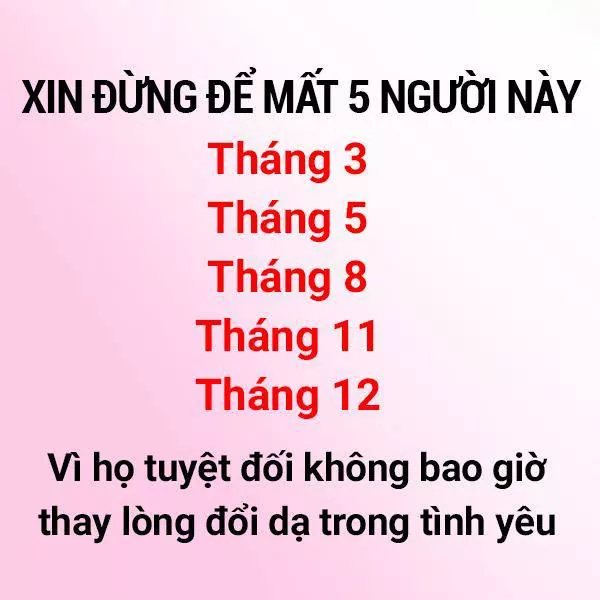 XIN ĐỪNG ĐỂ MẤT 5 NGƯỜI NÀY
Tháng 3
Tháng 5
Tháng 8
Tháng 11
Tháng 12
Vì họ tuyệt đối không bao giờ
thay lòng đổi dạ trong tình yêu